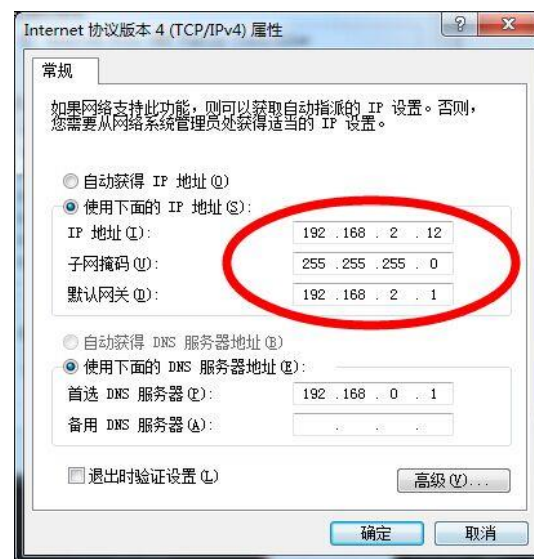 Internet 协议版本 4 (TCP/IPv4) 属性
常规
如果网络支持此功能，则可以获取自动指派的 IP 设置。否则，
您需要从网络系统管理员处获得适当的 IP 设置。
自动获得 IP 地址(O)
使用下面的 IP 地址(S):
IP 地址(I): 192 . 168 . 2 . 12
子网掩码(U): 255 . 255 . 255 . 0
默认网关(D): 192 . 168 . 2 . 1
自动获得 DNS 服务器地址(B)
使用下面的 DNS 服务器地址(E):
首选 DNS 服务器(P): 192 . 168 . 0 . 1
备用 DNS 服务器(A): . . .
退出时验证设置(L)
高级(V)...
确定 取消